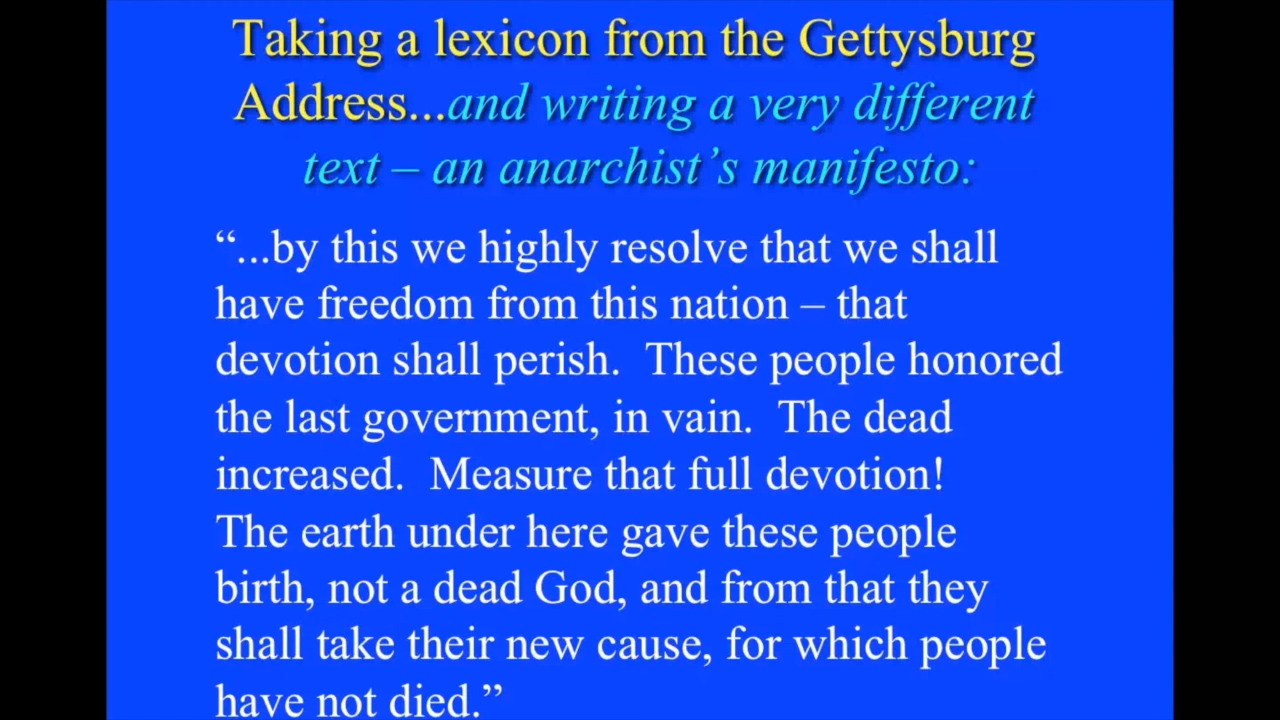 Taking a lexicon from the Gettysburg
Address...and writing a very different
text – an anarchist’s manifesto:
“...by this we highly resolve that we shall
have freedom from this nation – that
devotion shall perish.  These people honored
the last government, in vain.  The dead
increased.  Measure that full devotion!
The earth under here gave these people
birth, not a dead God, and from that they
shall take their new cause, for which people
have not died.”